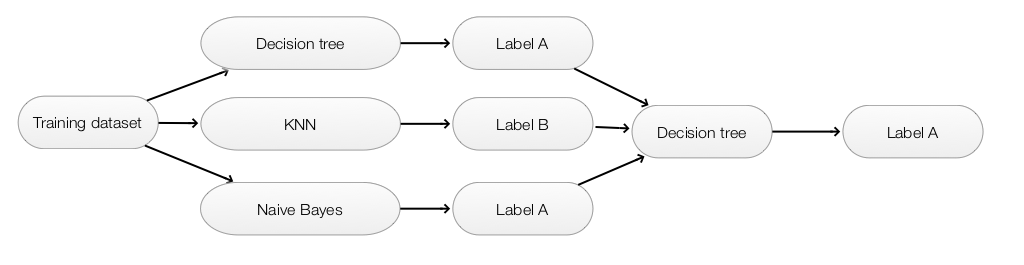 Decision tree
Label A
Training dataset
KNN
Label B
Decision tree
Label A
Naive Bayes
Label A